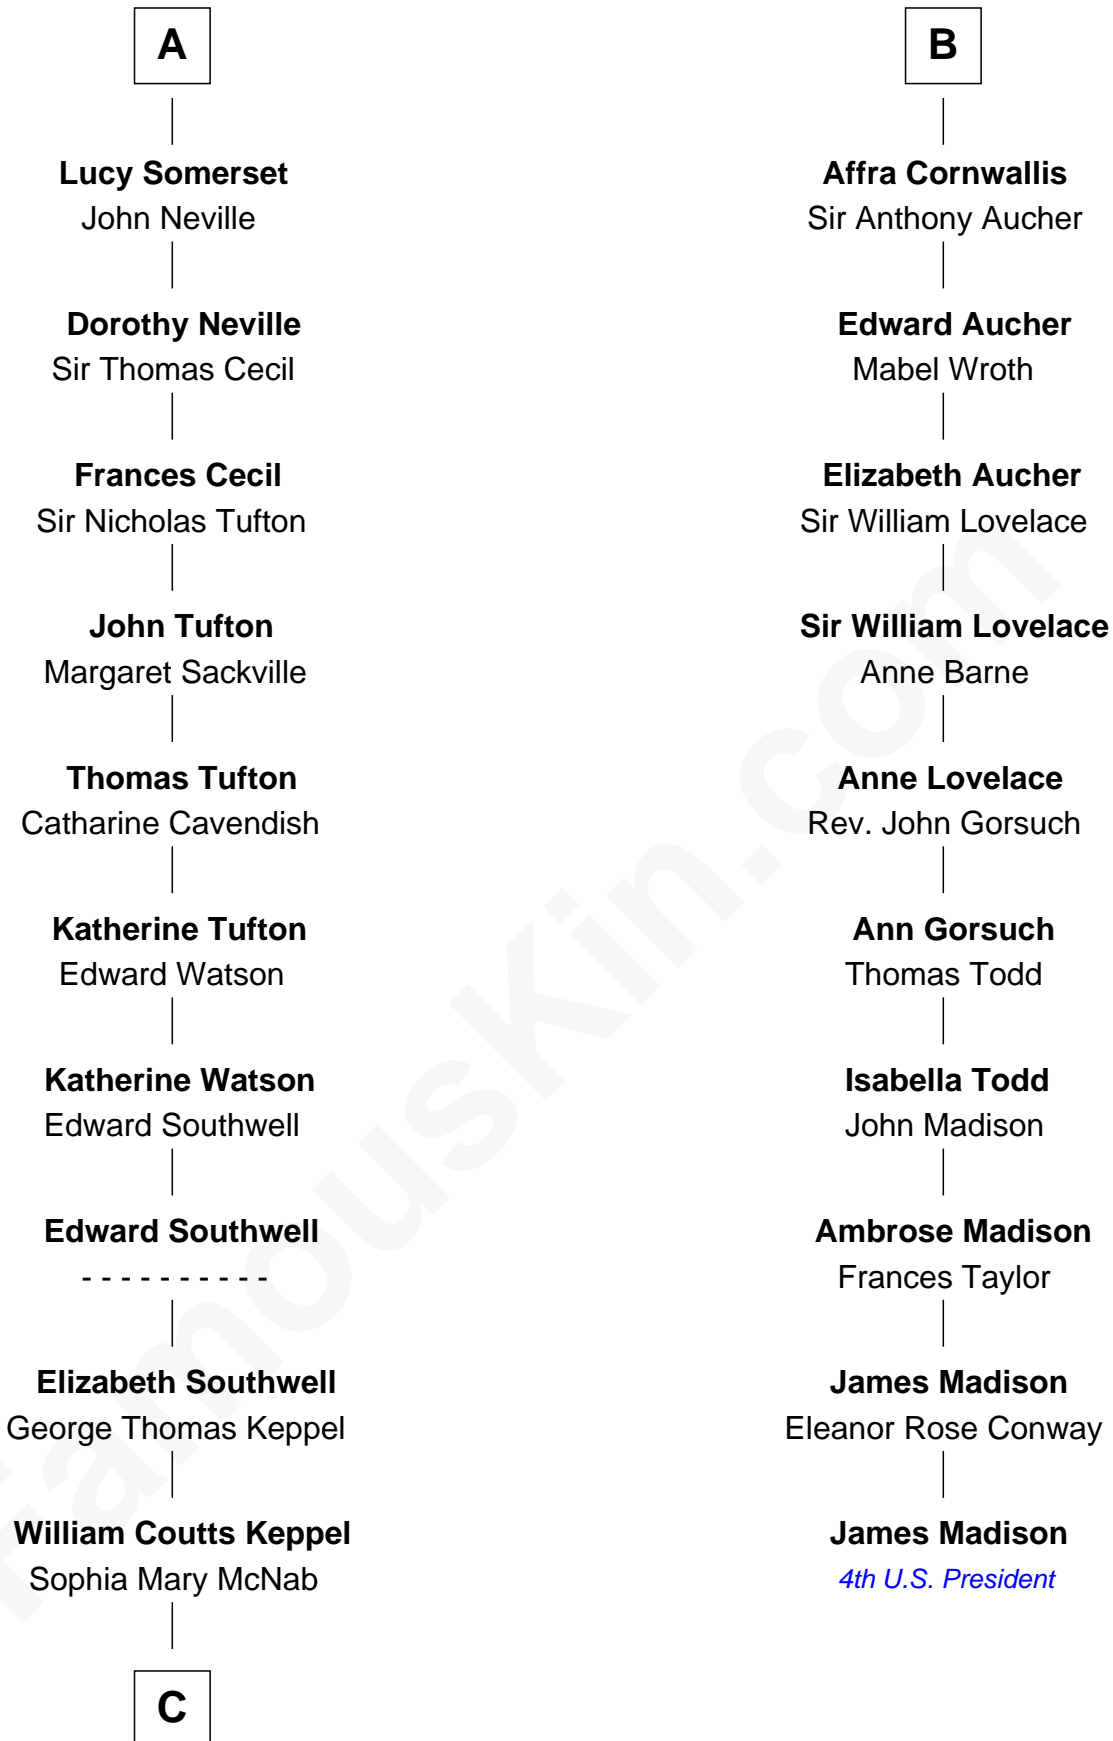 A
Lucy Somerset
John Neville
Dorothy Neville
Sir Thomas Cecil
Frances Cecil
Sir Nicholas Tufton
John Tufton
Margaret Sackville
Thomas Tufton
Catharine Cavendish
Katherine Tufton
Edward Watson
Katherine Watson
Edward Southwell
Edward Southwell
- - - - - - - - - -
Elizabeth Southwell
George Thomas Keppel
William Coutts Keppel
Sophia Mary McNab
C
B
Affra Cornwallis
Sir Anthony Aucher
Edward Aucher
Mabel Wroth
Elizabeth Aucher
Sir William Lovelace
Sir William Lovelace
Anne Barne
Anne Lovelace
Rev. John Gorsuch
Ann Gorsuch
Thomas Todd
Isabella Todd
John Madison
Ambrose Madison
Frances Taylor
James Madison
Eleanor Rose Conway
James Madison
4th U.S. President
FamousKin.com